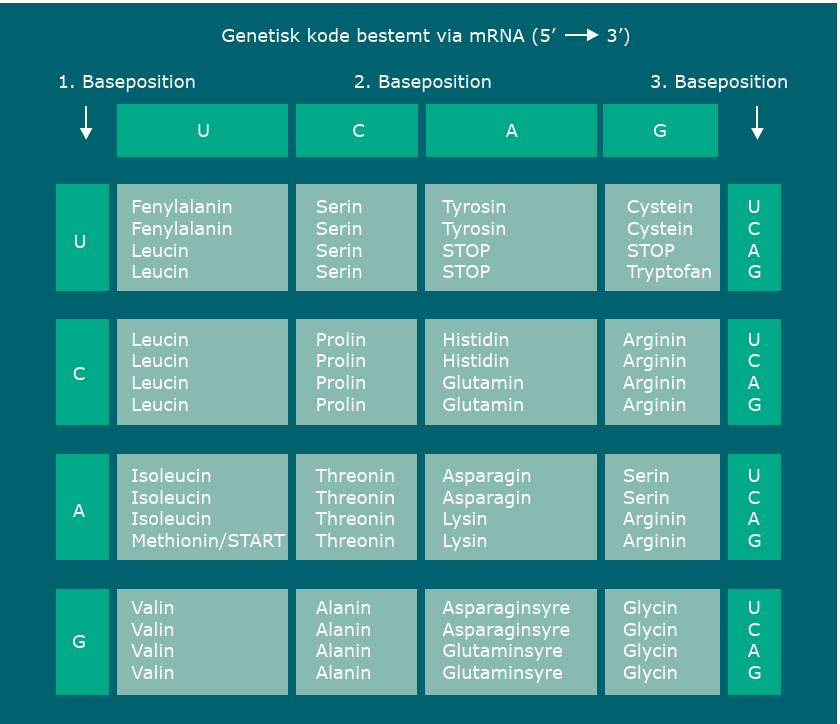 Genetisk kode bestemt via mRNA (5’ → 3’)
1. Baseposition 2. Baseposition 3. Baseposition
U C A G
Fenylalanin Serin Tyrosin Cystein U
Fenylalanin Serin Tyrosin Cystein C
U
Leucin Serin STOP STOP A
Leucin Serin STOP Tryptofan G
Leucin Prolin Histidin Arginin U
Leucin Prolin Histidin Arginin C
C
Leucin Prolin Glutamin Arginin A
Leucin Prolin Glutamin Arginin G
Isoleucin Threonin Asparagin Serin U
Isoleucin Threonin Asparagin Serin C
A
Isoleucin Threonin Lysin Arginin A
Methionin/START Threonin Lysin Arginin G
Valin Alanin Asparaginsyre Glycin U
Valin Alanin Asparaginsyre Glycin C
G
Valin Alanin Glutaminsyre Glycin A
Valin Alanin Glutaminsyre Glycin G